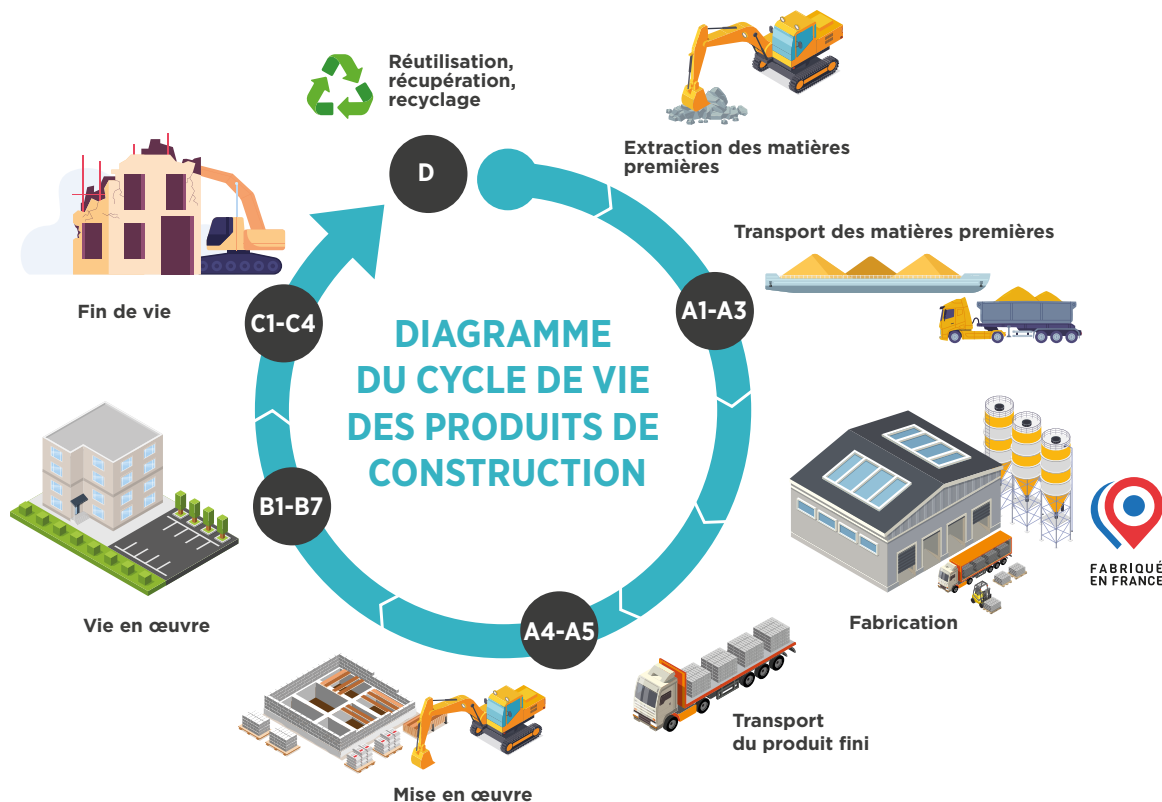 Réutilisation,
récupération,
recyclage
D
Extraction des matières
premières
Transport des matières premières
A1-A3
Fabrication
FABRIQUÉ
EN FRANCE
Transport
du produit fini
A4-A5
Mise en œuvre
B1-B7
Vie en œuvre
C1-C4
Fin de vie
DIAGRAMME
DU CYCLE DE VIE
DES PRODUITS DE
CONSTRUCTION